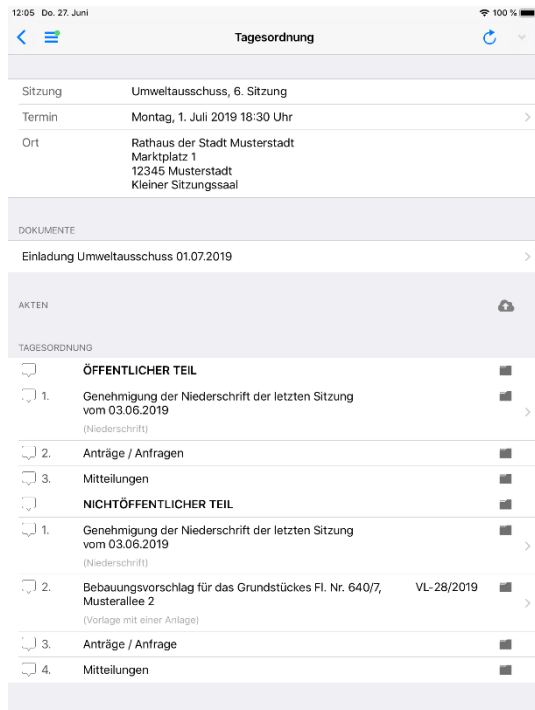 12:05 Do. 27. Juni 100 %
Tagesordnung
Sitzung Umweltausschuss, 6. Sitzung
Termin Montag, 1. Juli 2019 18:30 Uhr
Ort Rathaus der Stadt Musterstadt
Marktplatz 1
12345 Musterstadt
Kleiner Sitzungssaal
DOKUMENTE
Einladung Umweltausschuss 01.07.2019
AKTEN
TAGESORDNUNG
ÖFFENTLICHER TEIL
1. Genehmigung der Niederschrift der letzten Sitzung
vom 03.06.2019
(Niederschrift)
2. Anträge / Anfragen
3. Mitteilungen
NICHTÖFFENTLICHER TEIL
1. Genehmigung der Niederschrift der letzten Sitzung
vom 03.06.2019
(Niederschrift)
2. Bebauungsvorschlag für das Grundstückes Fl. Nr. 640/7, VL-28/2019
Musterallee 2
(Vorlage mit einer Anlage)
3. Anträge / Anfrage
4. Mitteilungen